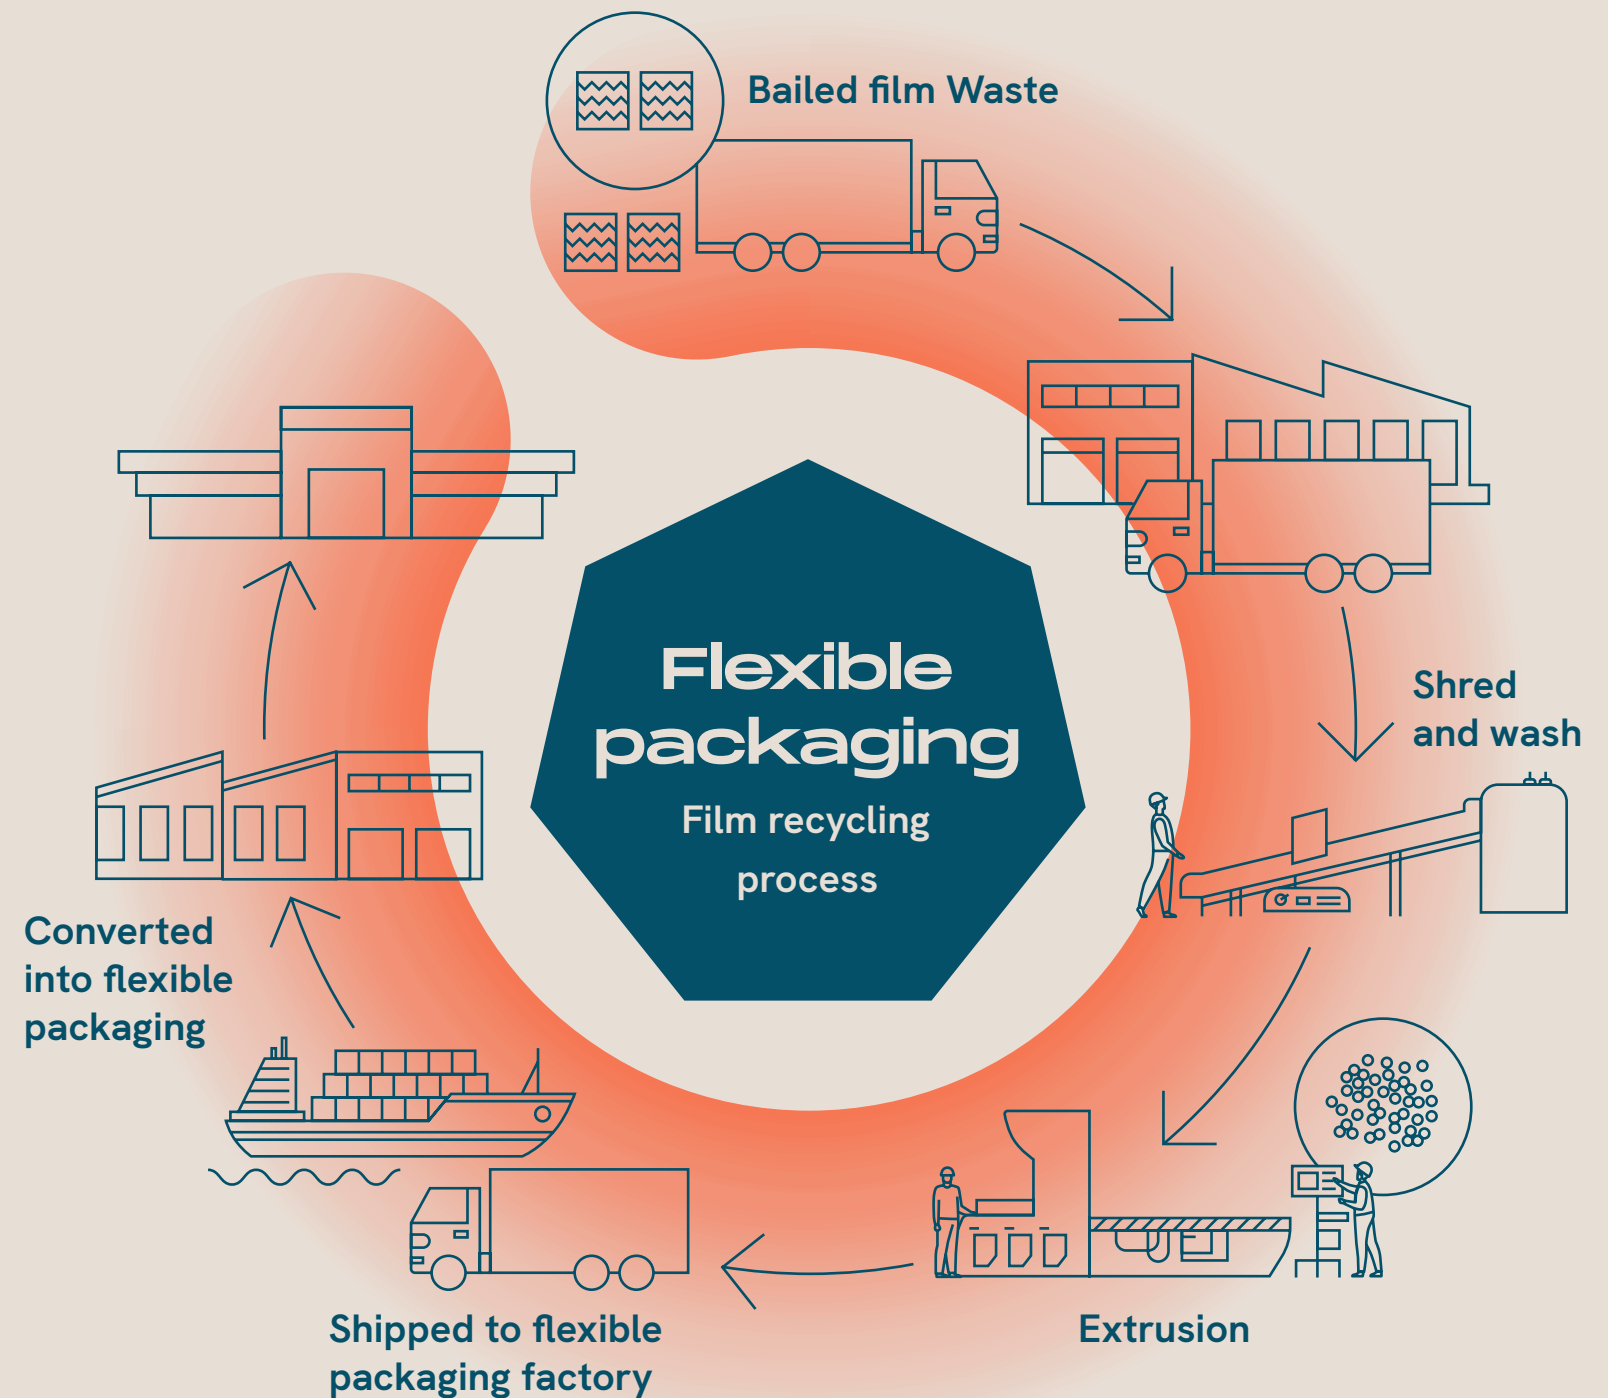 Bailed film Waste
Shred
and wash
Extrusion
Shipped to flexible
packaging factory
Converted
into flexible
packaging
Flexible
packaging
Film recycling
process